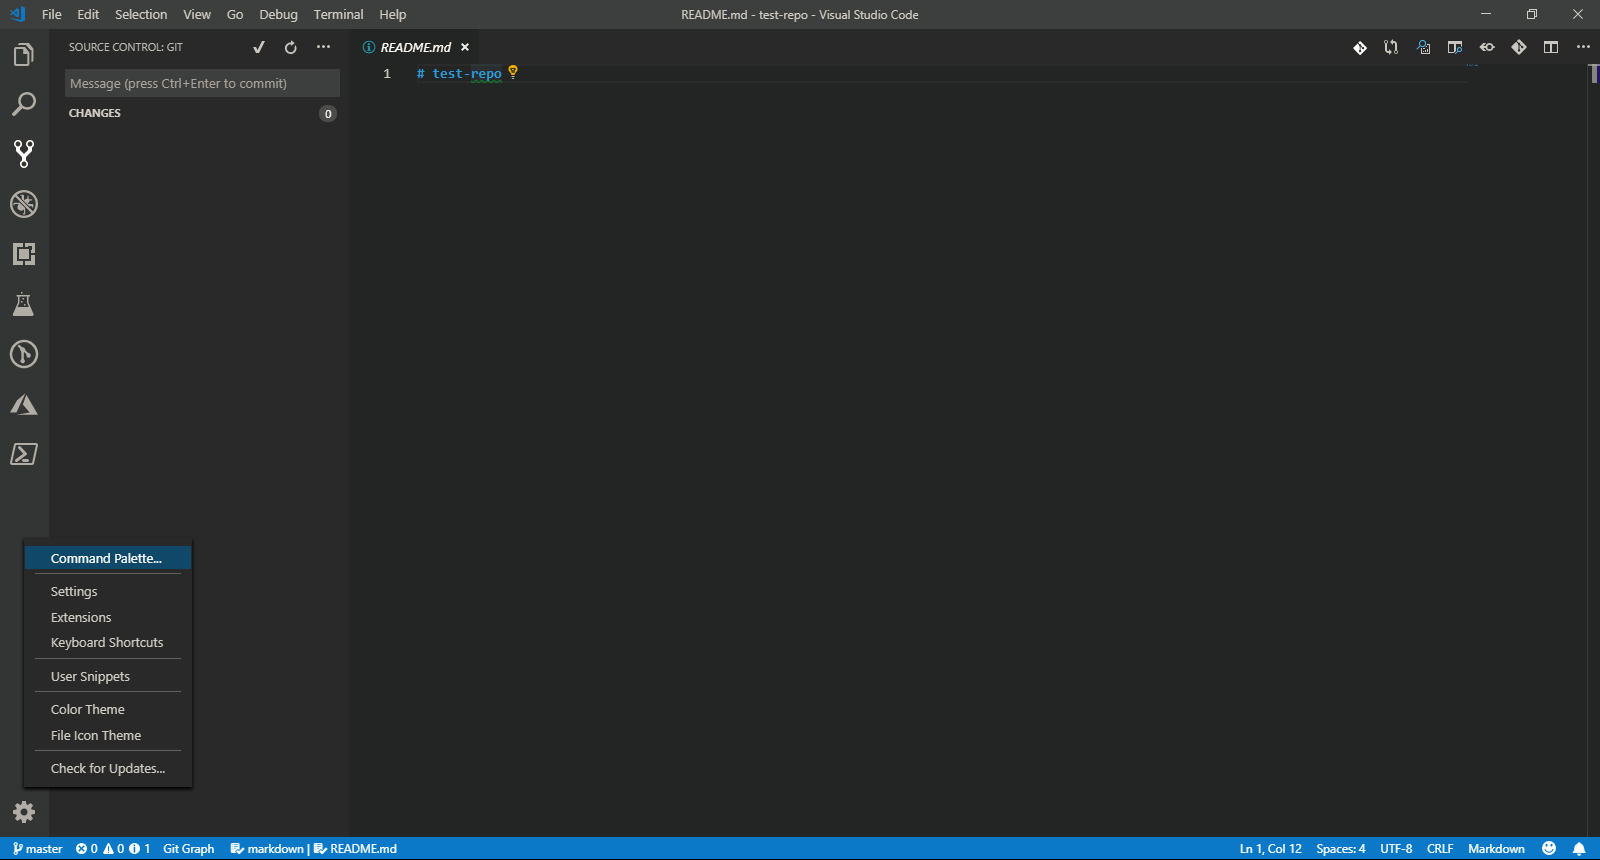 File Edit Selection View Go Debug Terminal Help
README.md - test-repo - Visual Studio Code
SOURCE CONTROL: GIT
README.md
Message (press Ctrl+Enter to commit)
1 # test-repo
CHANGES 0
Command Palette...
Settings
Extensions
Keyboard Shortcuts
User Snippets
Color Theme
File Icon Theme
Check for Updates...
master 0 0 1 Git Graph markdown | README.md Ln 1, Col 12 Spaces: 4 UTF-8 CRLF Markdown